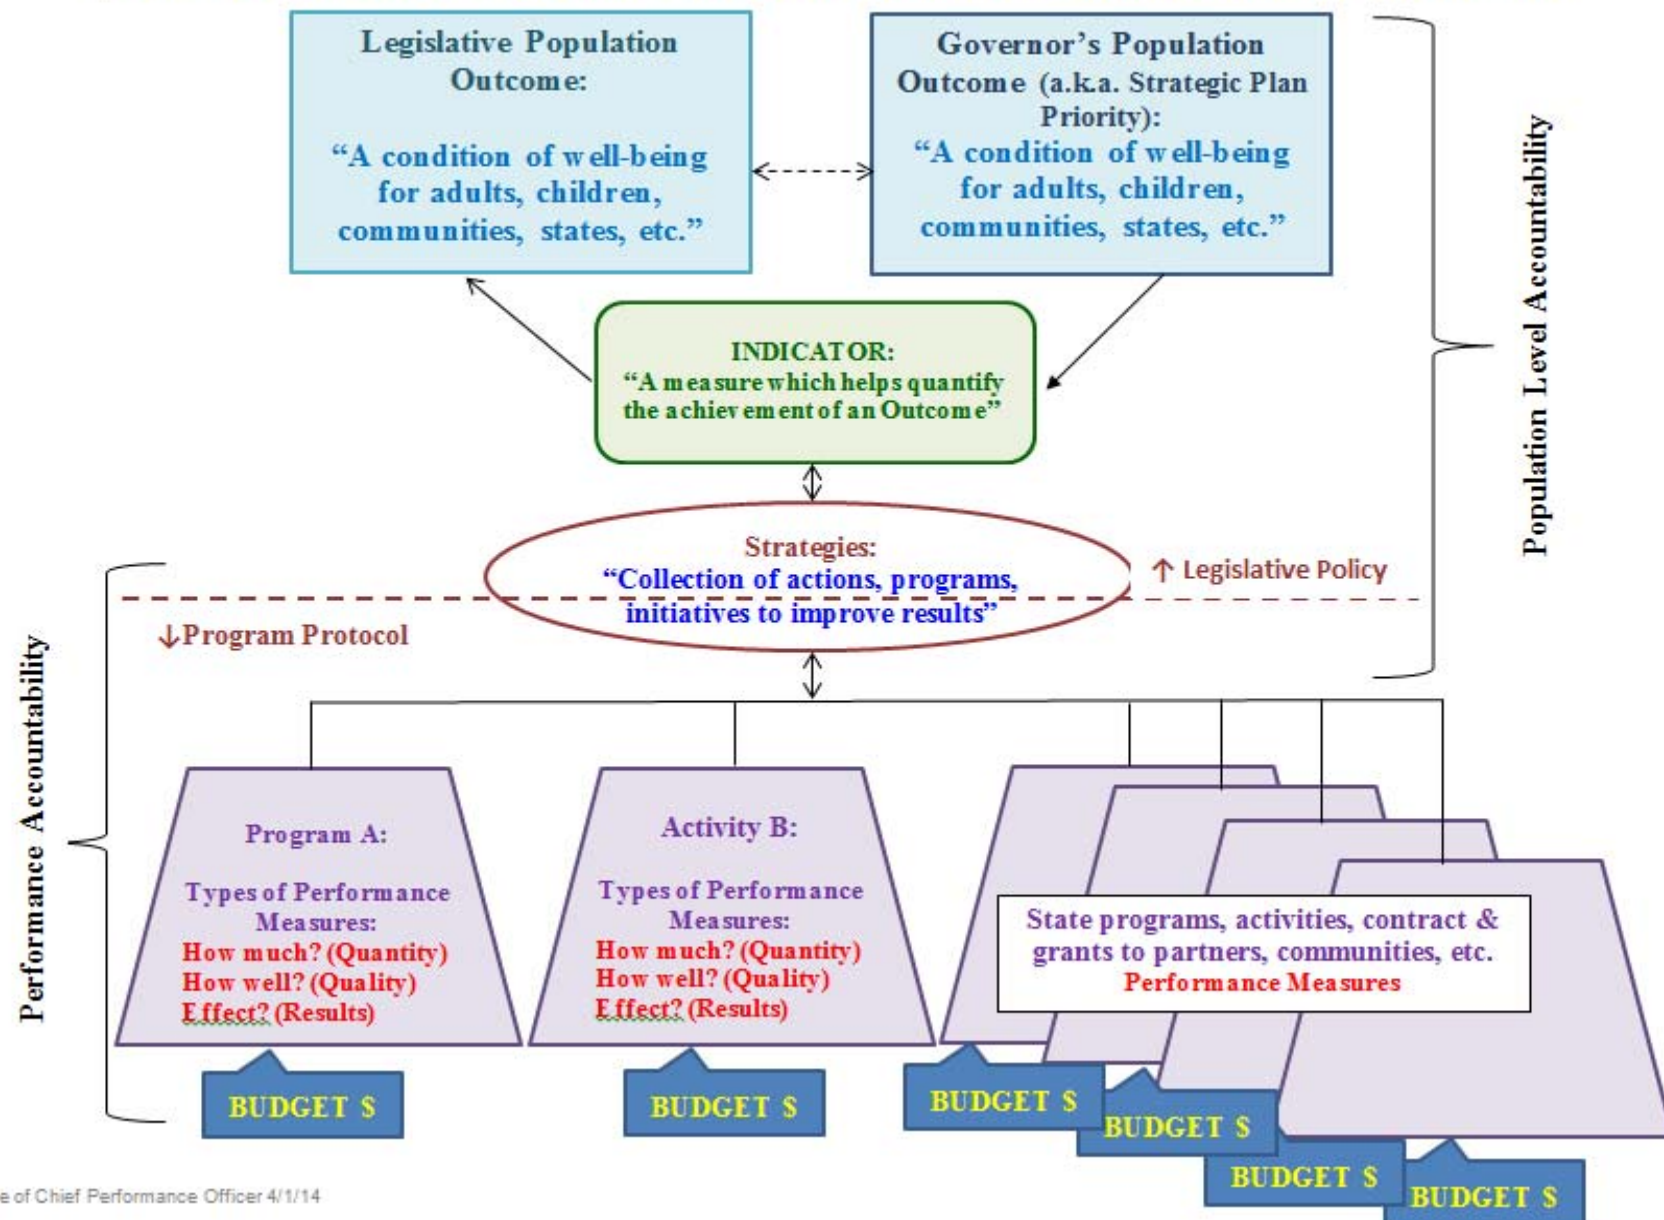 Legislative Population
Outcome:
“A condition of well-being
for adults, children,
communities, states, etc.”
Governor’s Population
Outcome (a.k.a. Strategic Plan
Priority):
“A condition of well-being
for adults, children,
communities, states, etc.”
INDICATOR:
“A measure which helps quantify
the achievement of an Outcome”
Population Level Accountability
Strategies:
“Collection of actions, programs,
initiatives to improve results”
↑ Legislative Policy
↓Program Protocol
Performance Accountability
Program A:
Types of Performance
Measures:
How much? (Quantity)
How well? (Quality)
Effect? (Results)
Activity B:
Types of Performance
Measures:
How much? (Quantity)
How well? (Quality)
Effect? (Results)
State programs, activities, contract &
grants to partners, communities, etc.
Performance Measures
BUDGET $
BUDGET $
BUDGET $
BUDGET $
BUDGET $
BUDGET $
e of Chief Performance Officer 4/1/14